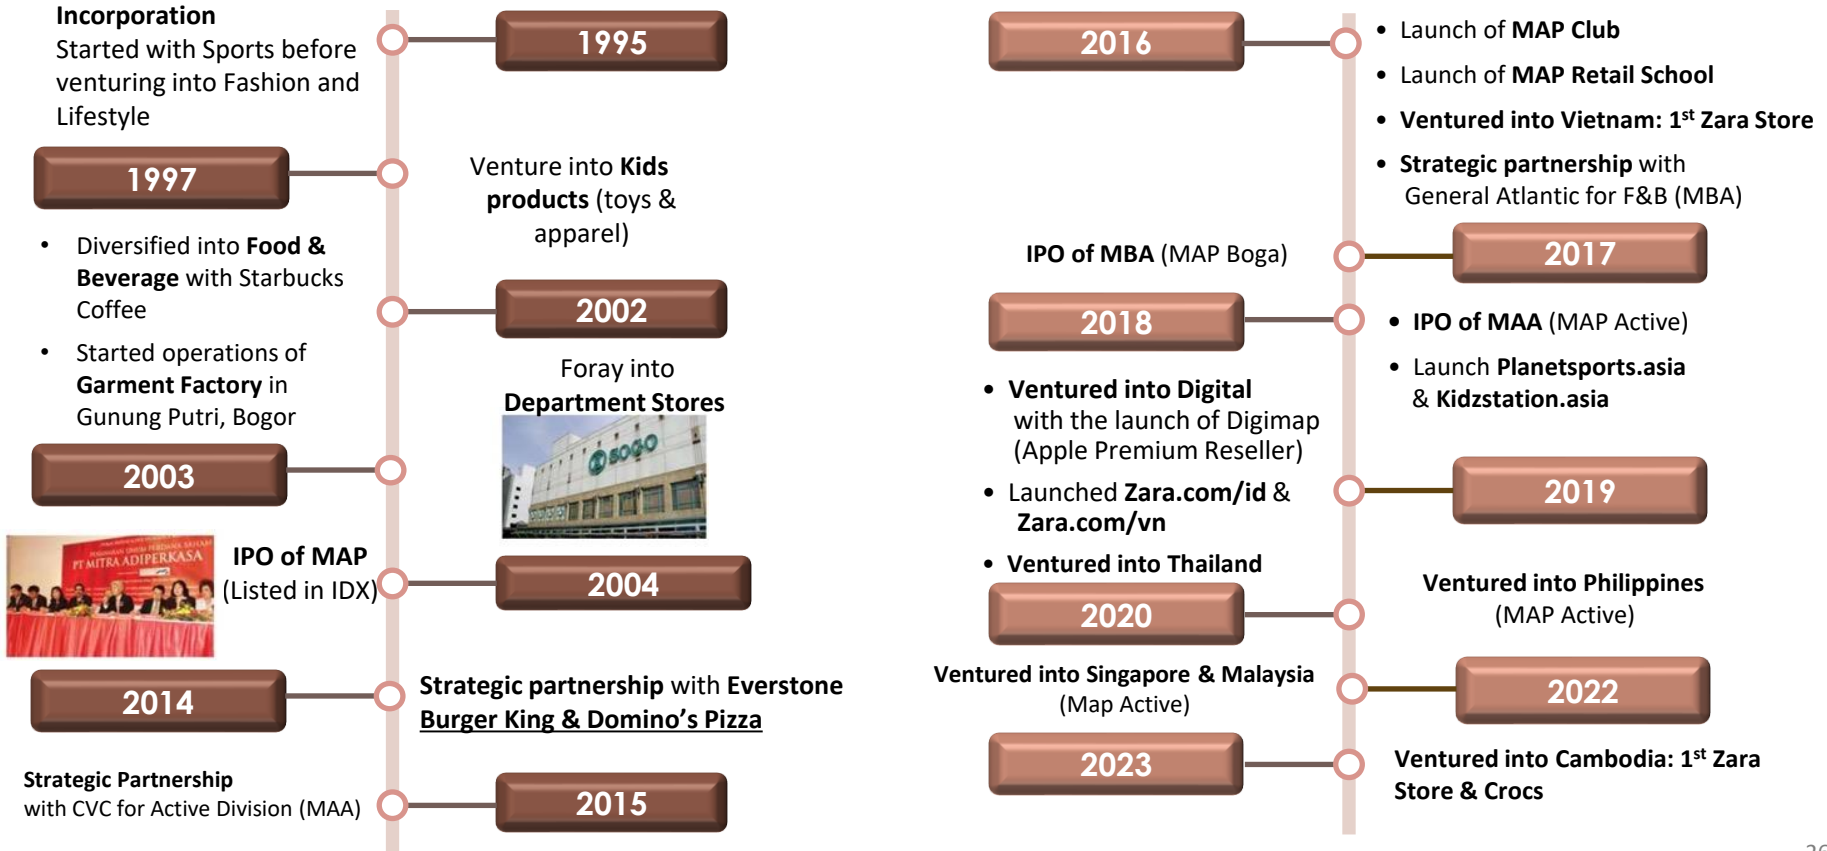 Incorporation
Started with Sports before
venturing into Fashion and
Lifestyle
1995
1997
Venture into Kids
products (toys &
apparel)
• Diversified into Food &
Beverage with Starbucks
Coffee
• Started operations of
Garment Factory in
Gunung Putri, Bogor
2002
Foray into
Department Stores
SOGO
2003
PT MITRA ADIPERKASA
IPO of MAP
(Listed in IDX)
2004
2014
Strategic partnership with Everstone
Burger King & Domino’s Pizza
Strategic Partnership
with CVC for Active Division (MAA)
2015
2016
• Launch of MAP Club
• Launch of MAP Retail School
• Ventured into Vietnam: 1st Zara Store
• Strategic partnership with
General Atlantic for F&B (MBA)
IPO of MBA (MAP Boga)
2017
2018
• IPO of MAA (MAP Active)
• Launch Planetsports.asia
& Kidzstation.asia
• Ventured into Digital
with the launch of Digimap
(Apple Premium Reseller)
• Launched Zara.com/id &
Zara.com/vn
• Ventured into Thailand
2019
2020
Ventured into Philippines
(MAP Active)
Ventured into Singapore & Malaysia
(Map Active)
2022
2023
Ventured into Cambodia: 1st Zara
Store & Crocs